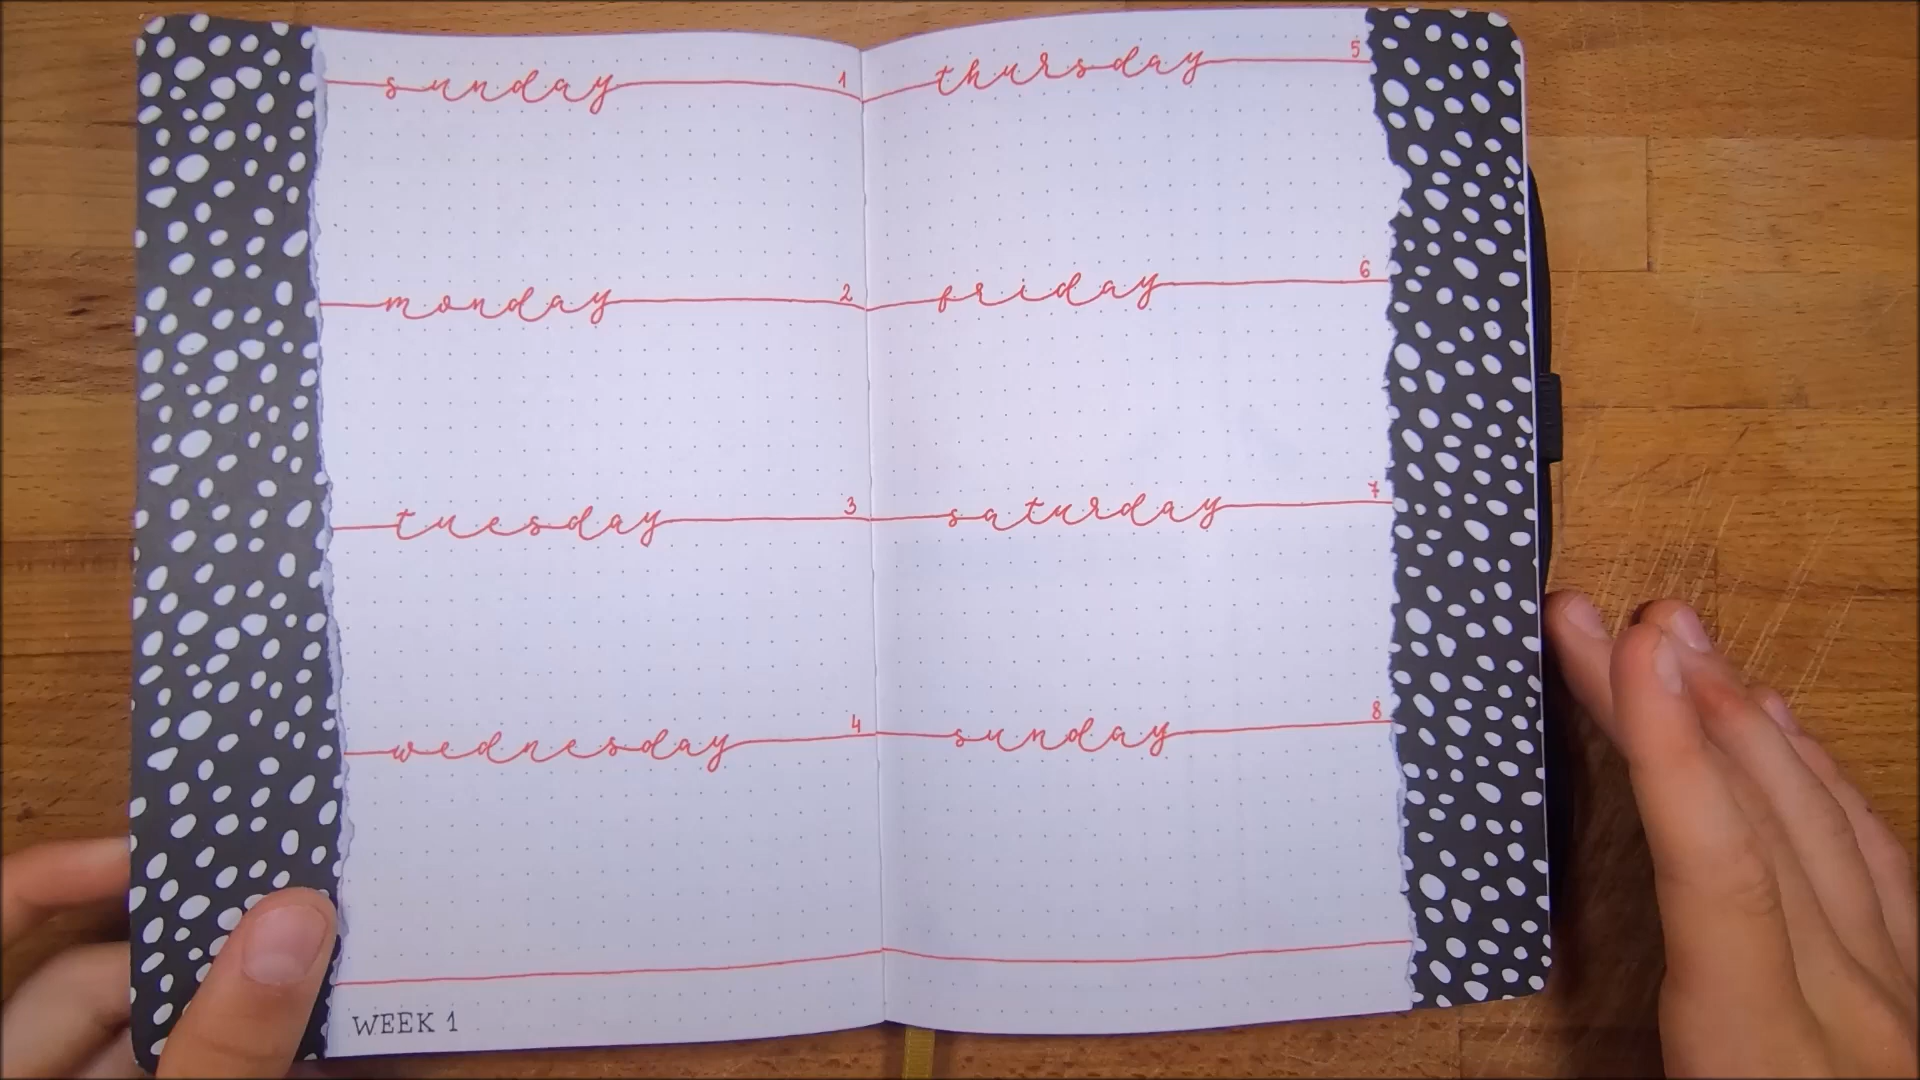 sunday 1
monday 2
tuesday 3
wednesday 4
WEEK 1
thursday 5
friday 6
saturday 7
sunday 8